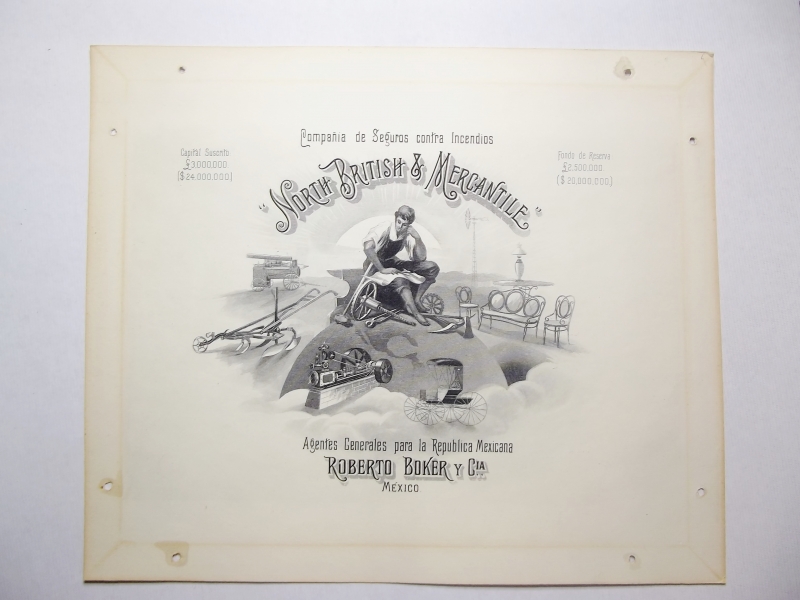 Compañia de Seguros contra Incendios
Capital Suscrito
£3.000.000.
($24.000.000)
Fondo de Reserva
£2.500.000.
($20.000.000)
"North British & Mercantile"
Agentes Generales para la Republica Mexicana
Roberto Boker y Cia.
Mexico